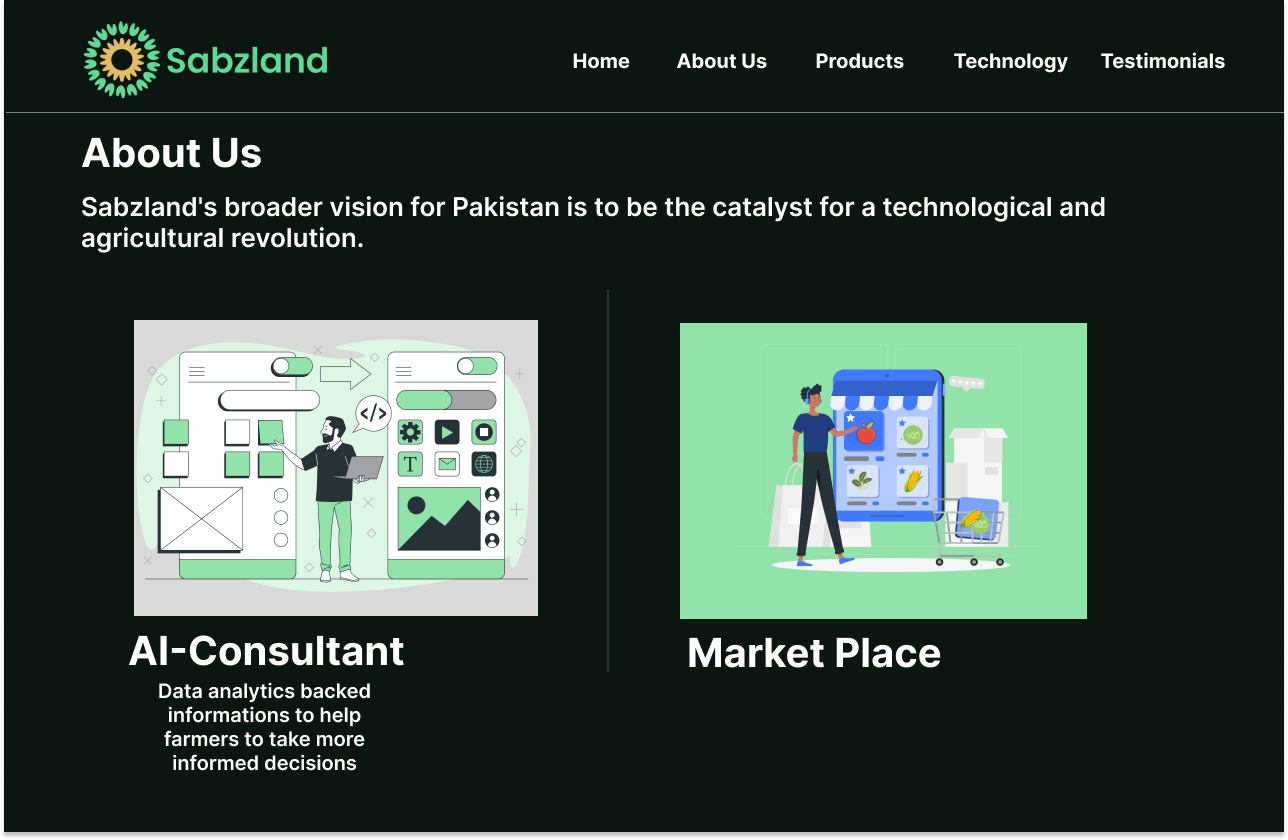 Sabzland
Home About Us Products Technology Testimonials
About Us
Sabzland's broader vision for Pakistan is to be the catalyst for a technological and
agricultural revolution.
</>
T
AI-Consultant
Data analytics backed
informations to help
farmers to take more
informed decisions
Market Place